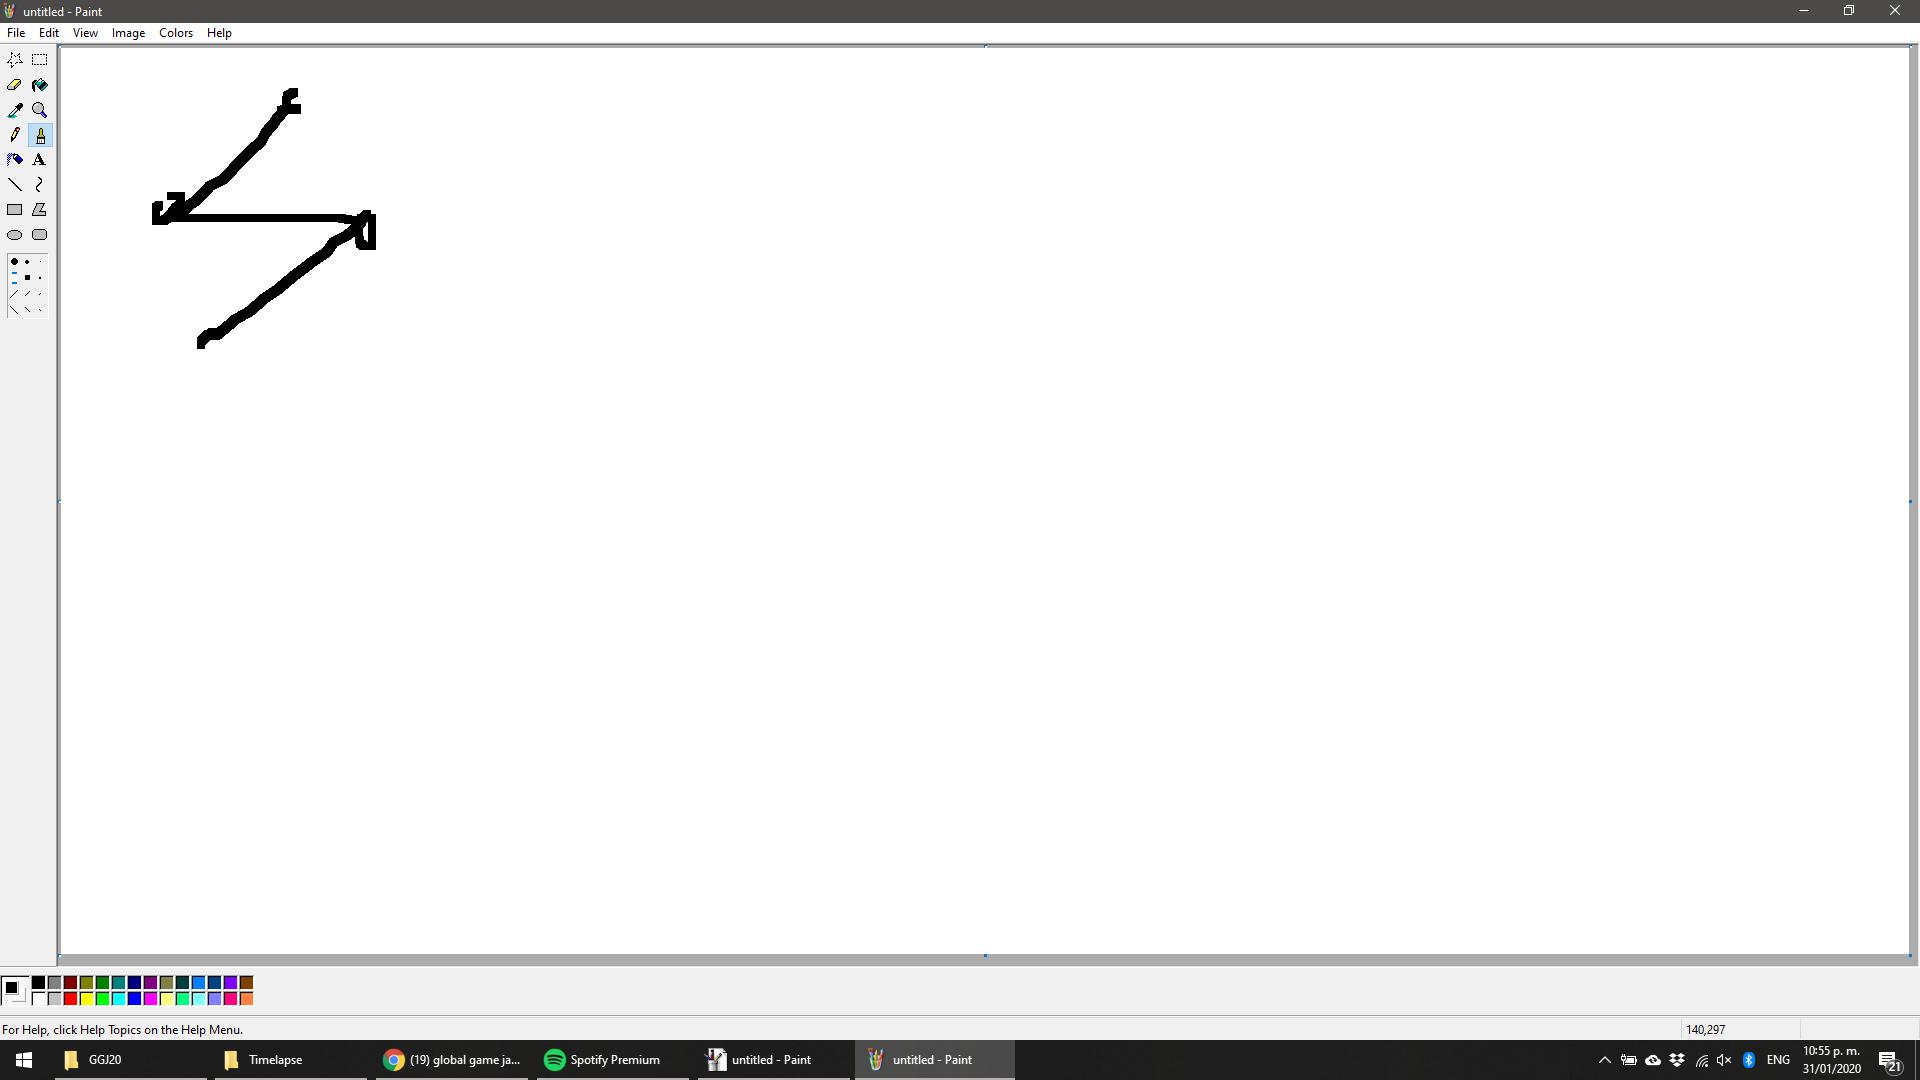 untitled - Paint
File Edit View Image Colors Help
A
For Help, click Help Topics on the Help Menu.
140,297
GGJ20
Timelapse
(19) global game ja...
Spotify Premium
untitled - Paint
untitled - Paint
ENG
10:55 p. m.
31/01/2020
21